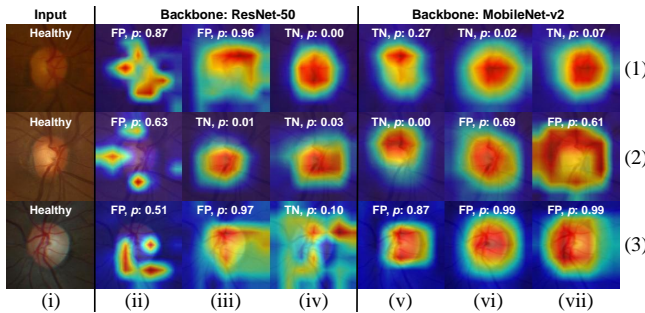 Input Backbone: ResNet-50 Backbone: MobileNet-v2
Healthy FP, p: 0.87 FP, p: 0.96 TN, p: 0.00 TN, p: 0.27 TN, p: 0.02 TN, p: 0.07 (1)
Healthy FP, p: 0.63 TN, p: 0.01 TN, p: 0.03 TN, p: 0.00 FP, p: 0.69 FP, p: 0.61 (2)
Healthy FP, p: 0.51 FP, p: 0.97 TN, p: 0.10 FP, p: 0.87 FP, p: 0.99 FP, p: 0.99 (3)
(i) (ii) (iii) (iv) (v) (vi) (vii)